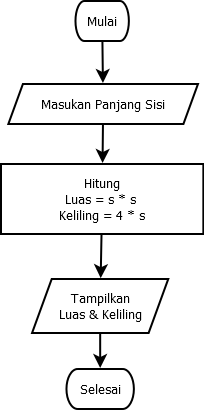 Mulai
Masukan Panjang Sisi
Hitung
Luas = s * s
Keliling = 4 * s
Tampilkan
Luas & Keliling
Selesai